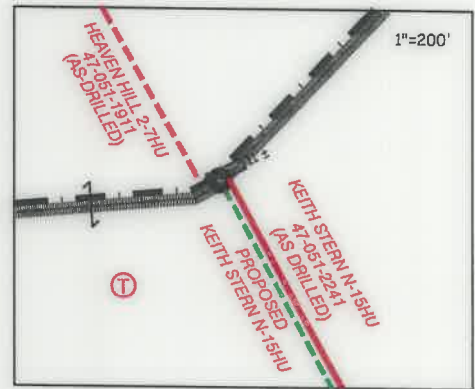 1"=200'
HEAVEN HILL 2-7HU
47-051-1911
(AS-DRILLED)
KEITH STERN N-15HU
47-051-2241
(AS DRILLED)
PROPOSED
KEITH STERN N-15HU
T